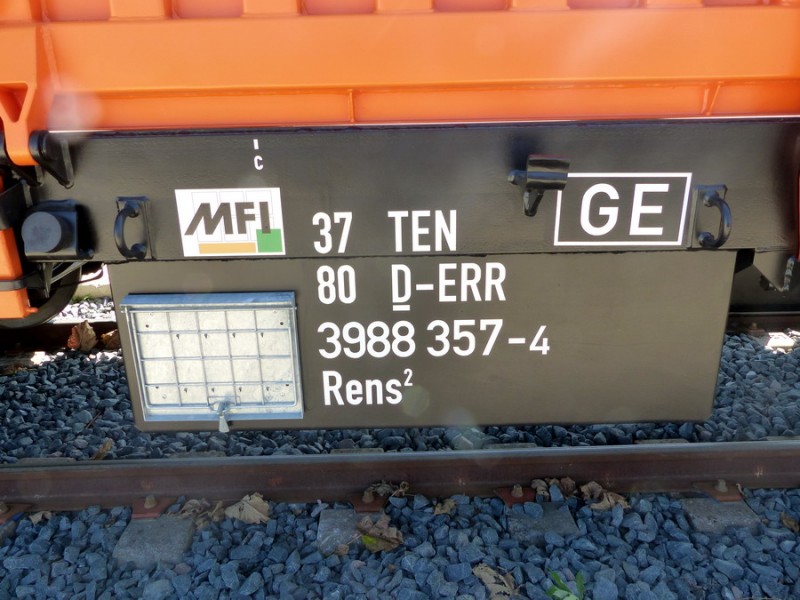 C
MFI
37 TEN
GE
80 D-ERR
3988 357-4
Rens²